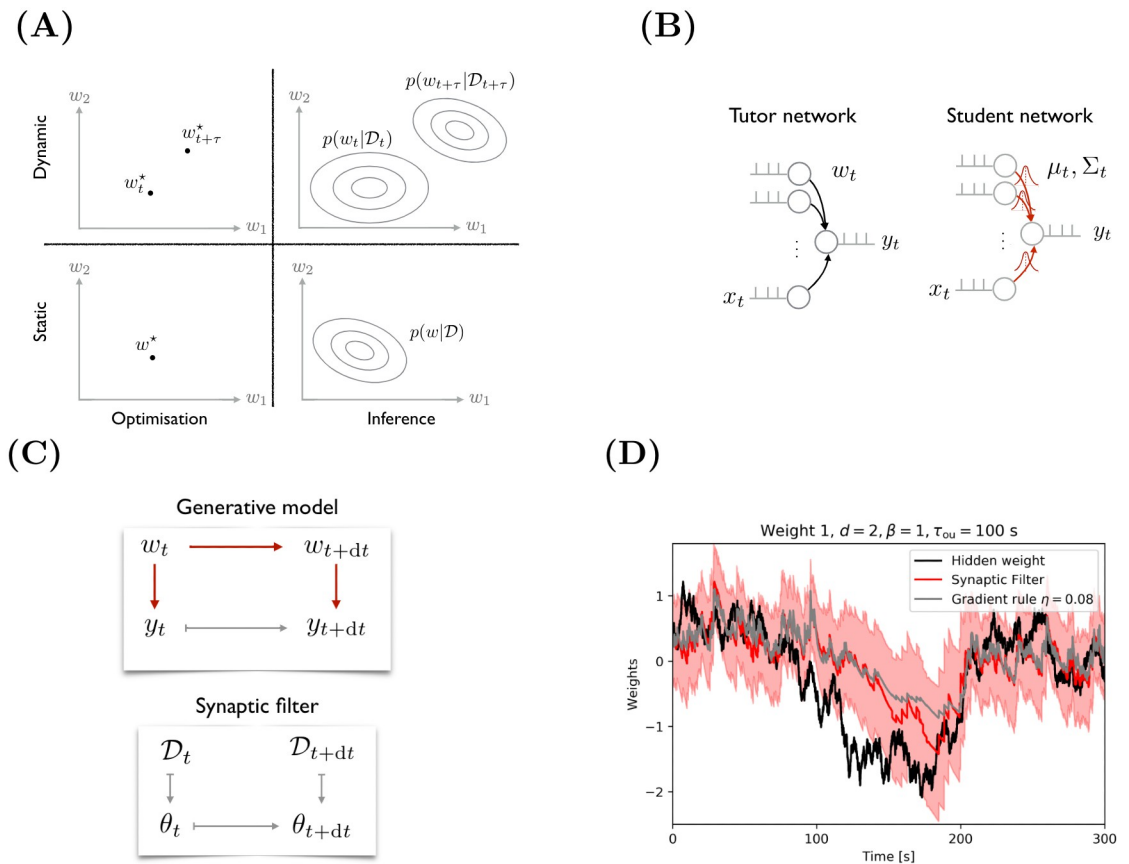 (A)
Dynamic
w₂
w*ₜ₊τ
w*ₜ
w₁
w₂
p(wₜ₊τ|𝒟ₜ₊τ)
p(wₜ|𝒟ₜ)
w₁
Static
w₂
w*
w₁
w₂
p(w|𝒟)
w₁
Optimisation
Inference
(B)
Tutor network
wₜ
⋮
yₜ
xₜ
Student network
μₜ, Σₜ
⋮
yₜ
xₜ
(C)
Generative model
wₜ wₜ₊dt
yₜ yₜ₊dt
Synaptic filter
𝒟ₜ 𝒟ₜ₊dt
θₜ θₜ₊dt
(D)
Weight 1, d = 2, β = 1, τou = 100 s
Hidden weight
Synaptic Filter
Gradient rule η = 0.08
Weights
1
0
−1
−2
0 100 200 300
Time [s]